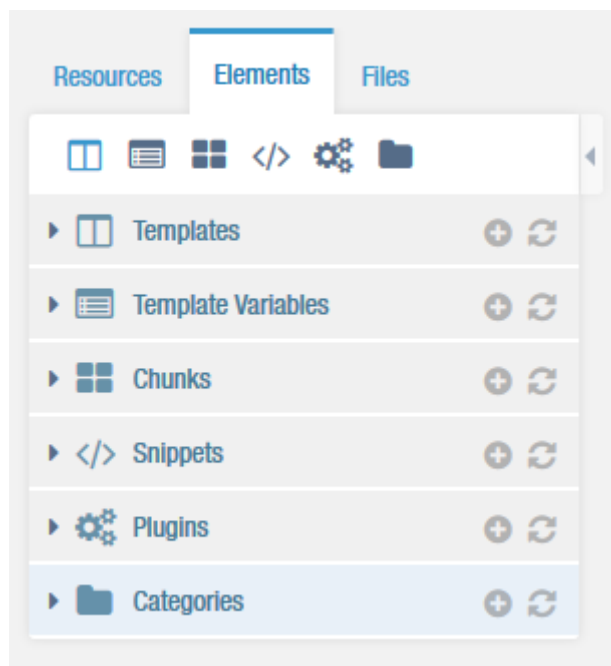 Resources Elements Files
Templates
Template Variables
Chunks
Snippets
Plugins
Categories